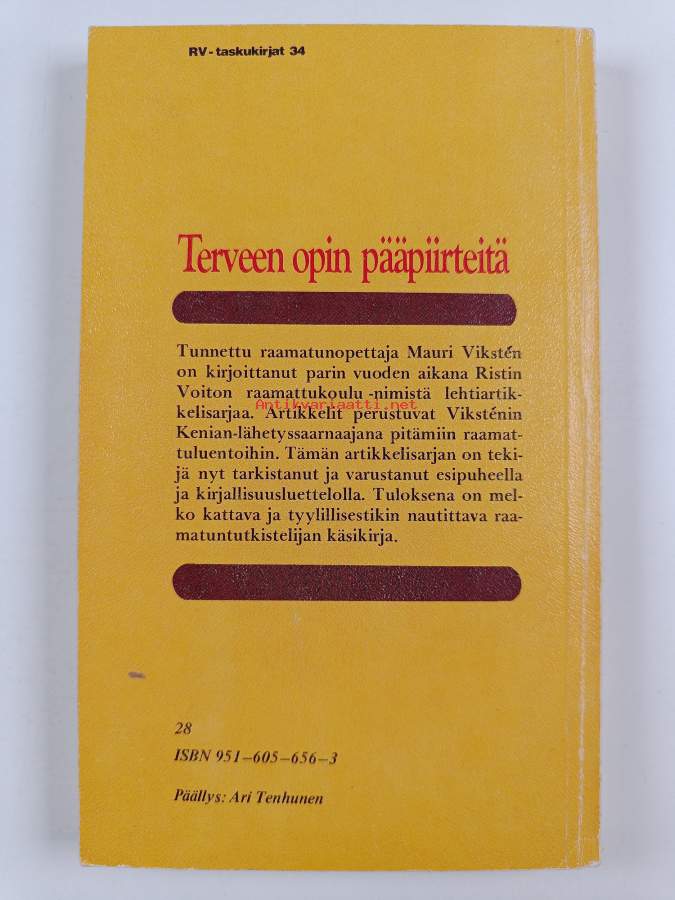 RV-taskukirjat 34
Terveen opin pääpiirteitä
Tunnettu raamatunopettaja Mauri Vikstén
on kirjoittanut parin vuoden aikana Ristin
Voiton raamattukoulu -nimistä lehtiartik-
kelisarjaa. Artikkelit perustuvat Viksténin
Antikvariaatti.net
Kenian-lähetyssaarnaajana pitämiin raamat-
tuluentoihin. Tämän artikkelisarjan on teki-
jä nyt tarkistanut ja varustanut esipuheella
ja kirjallisuusluettelolla. Tuloksena on mel-
ko kattava ja tyylillisestikin nautittava raa-
matuntutkistelijan käsikirja.
28
ISBN 951-605-656-3
Päällys: Ari Tenhunen